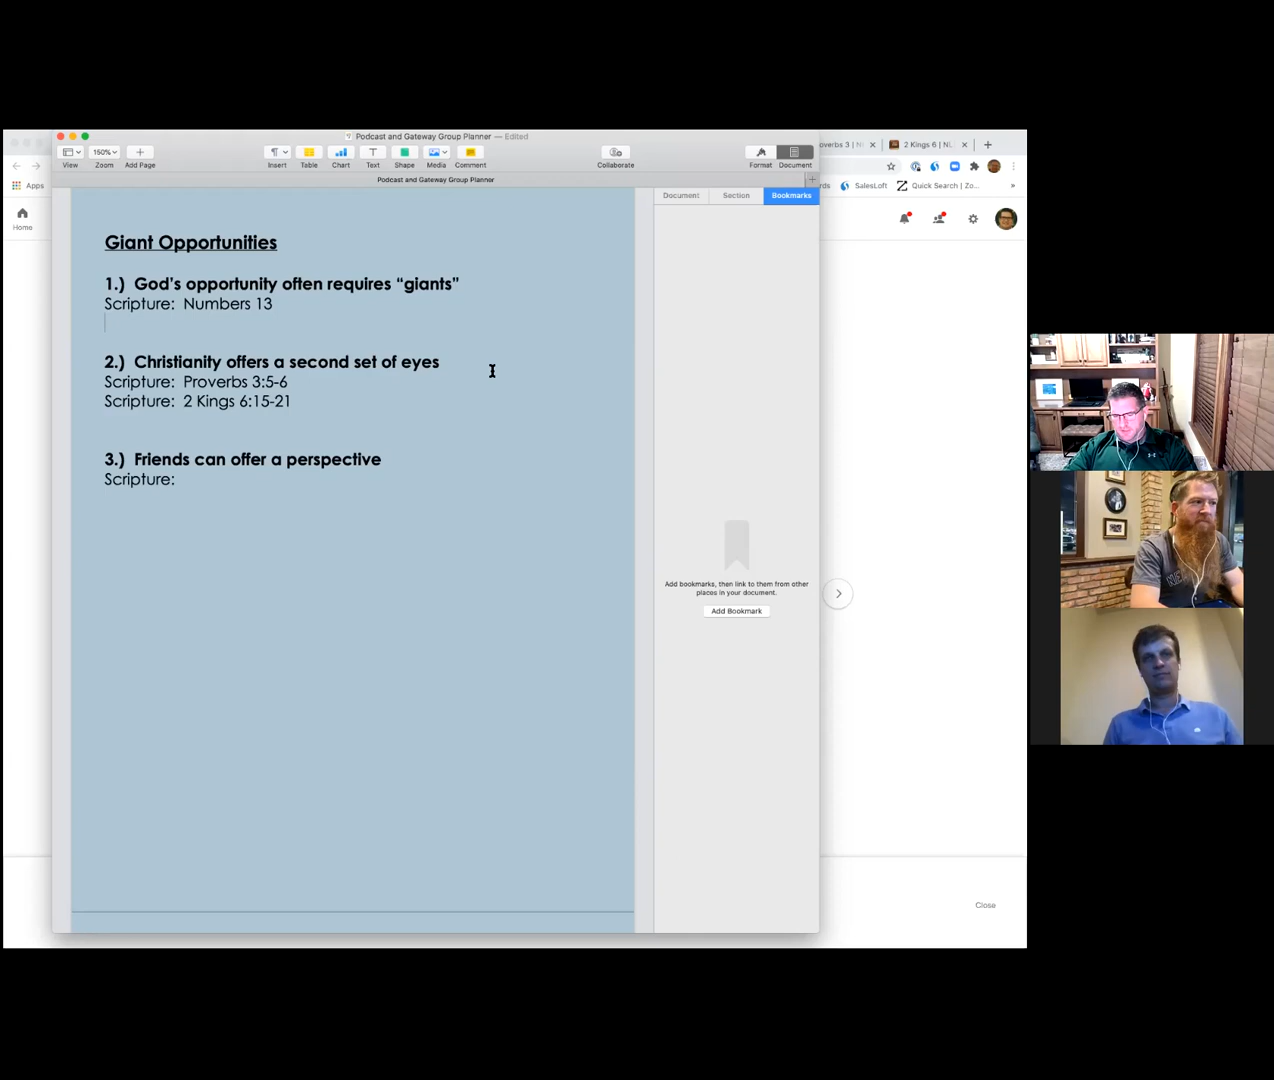 Podcast and Gateway Group Planner — Edited
overbs 3 | N
2 Kings 6 | NL
150%
View
Zoom
Add Page
Insert
Table
Chart
Text
Shape
Media
Comment
Collaborate
Format
Document
Apps
SalesLoft
Quick Search | Zo...
»
Podcast and Gateway Group Planner
Document
Section
Bookmarks
Home
Giant Opportunities
1.) God’s opportunity often requires “giants”
Scripture: Numbers 13
2.) Christianity offers a second set of eyes
Scripture: Proverbs 3:5-6
Scripture: 2 Kings 6:15-21
3.) Friends can offer a perspective
Scripture:
Add bookmarks, then link to them from other
places in your document.
Add Bookmark
Close